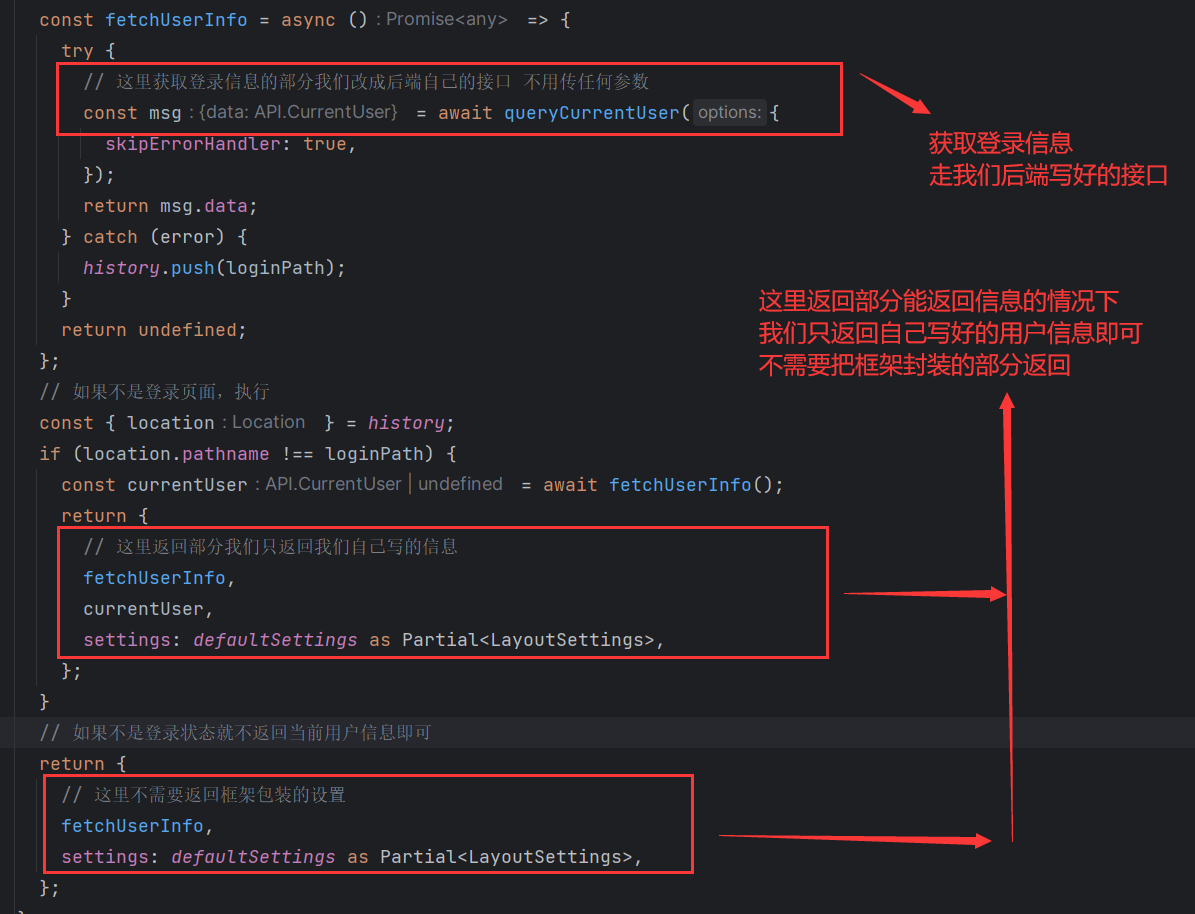 const fetchUserInfo = async () : Promise<any> => {
try {
// 这里获取登录信息的部分我们改成后端自己的接口 不用传任何参数
const msg : {data: API.CurrentUser} = await queryCurrentUser( options: {
skipErrorHandler: true,
});
return msg.data;
} catch (error) {
history.push(loginPath);
}
return undefined;
};
// 如果不是登录页面，执行
const { location : Location } = history;
if (location.pathname !== loginPath) {
const currentUser : API.CurrentUser | undefined = await fetchUserInfo();
return {
// 这里返回部分我们只返回我们自己写的信息
fetchUserInfo,
currentUser,
settings: defaultSettings as Partial<LayoutSettings>,
};
}
// 如果不是登录状态就不返回当前用户信息即可
return {
// 这里不需要返回框架包装的设置
fetchUserInfo,
settings: defaultSettings as Partial<LayoutSettings>,
};
获取登录信息
走我们后端写好的接口
这里返回部分能返回信息的情况下
我们只返回自己写好的用户信息即可
不需要把框架封装的部分返回